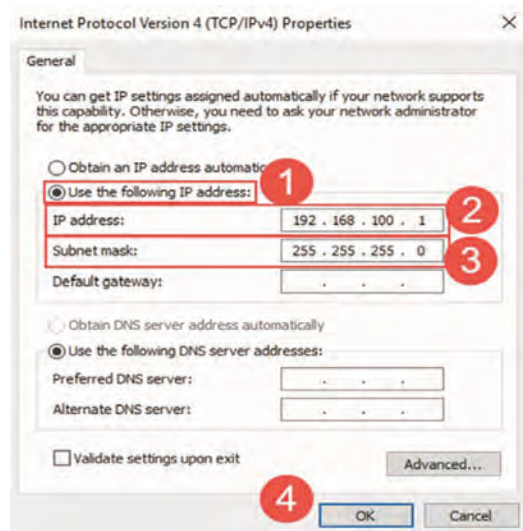 Internet Protocol Version 4 (TCP/IPv4) Properties
General
You can get IP settings assigned automatically if your network supports
this capability. Otherwise, you need to ask your network administrator
for the appropriate IP settings.
Obtain an IP address automatic
Use the following IP address: 1
IP address: 192 . 168 . 100 . 1 2
Subnet mask: 255 . 255 . 255 . 0 3
Default gateway: . . .
Obtain DNS server address automatically
Use the following DNS server addresses:
Preferred DNS server: . . .
Alternate DNS server: . . .
Validate settings upon exit
Advanced...
4 OK Cancel